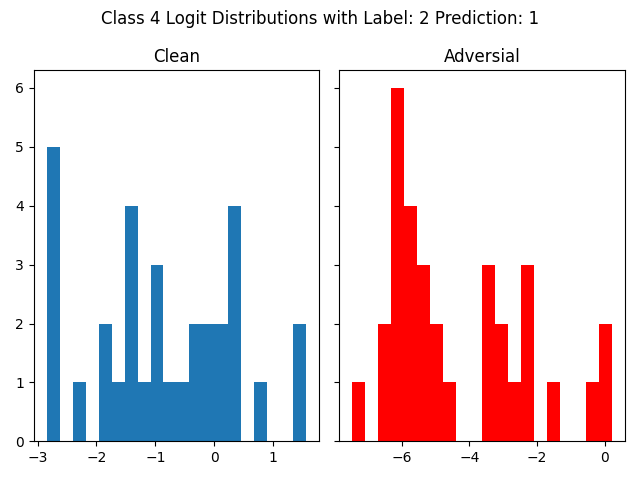 Class 4 Logit Distributions with Label: 2 Prediction: 1
Clean
Adversial
6
5
4
3
2
1
0
−3 −2 −1 0 1
−6 −4 −2 0